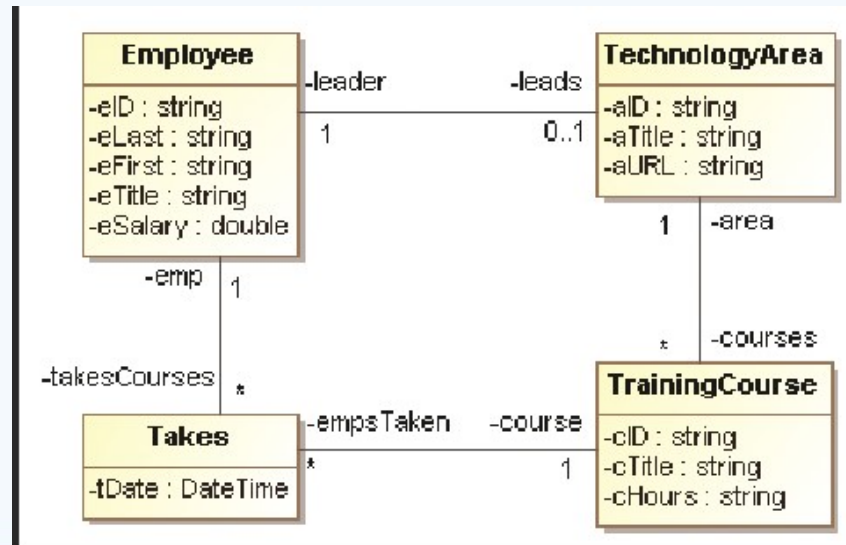 Employee
-eID : string
-eLast : string
-eFirst : string
-eTitle : string
-eSalary : double
-leader
-leads
1
0..1
TechnologyArea
-aID : string
-aTitle : string
-aURL : string
-emp
1
1
-area
-takesCourses
*
*
-courses
Takes
-tDate : DateTime
-empsTaken
-course
*
1
TrainingCourse
-cID : string
-cTitle : string
-cHours : string